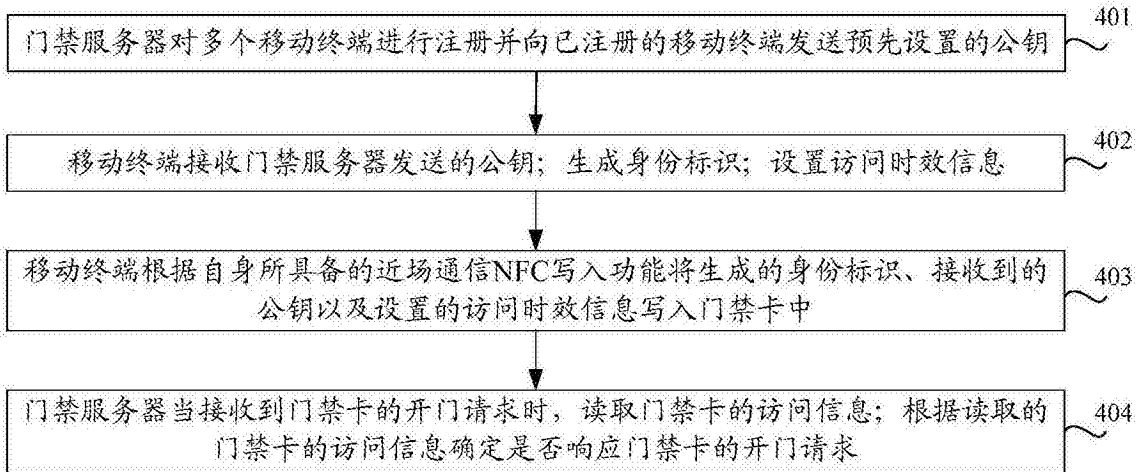 401
门禁服务器对多个移动终端进行注册并向已注册的移动终端发送预先设置的公钥
402
移动终端接收门禁服务器发送的公钥；生成身份标识；设置访问时效信息
403
移动终端根据自身所具备的近场通信NFC写入功能将生成的身份标识、接收到的
公钥以及设置的访问时效信息写入门禁卡中
404
门禁服务器当接收到门禁卡的开门请求时，读取门禁卡的访问信息；根据读取的
门禁卡的访问信息确定是否响应门禁卡的开门请求